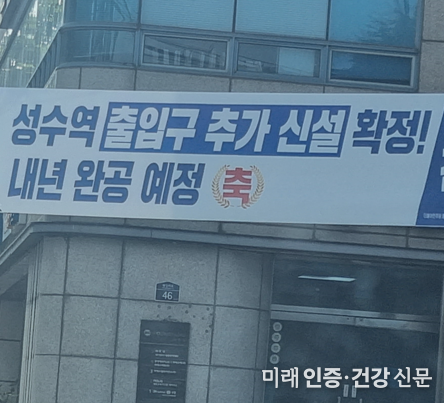 성수역 출입구 추가 신설 확정!
내년 완공 예정 축
46
미래 인증·건강 신문